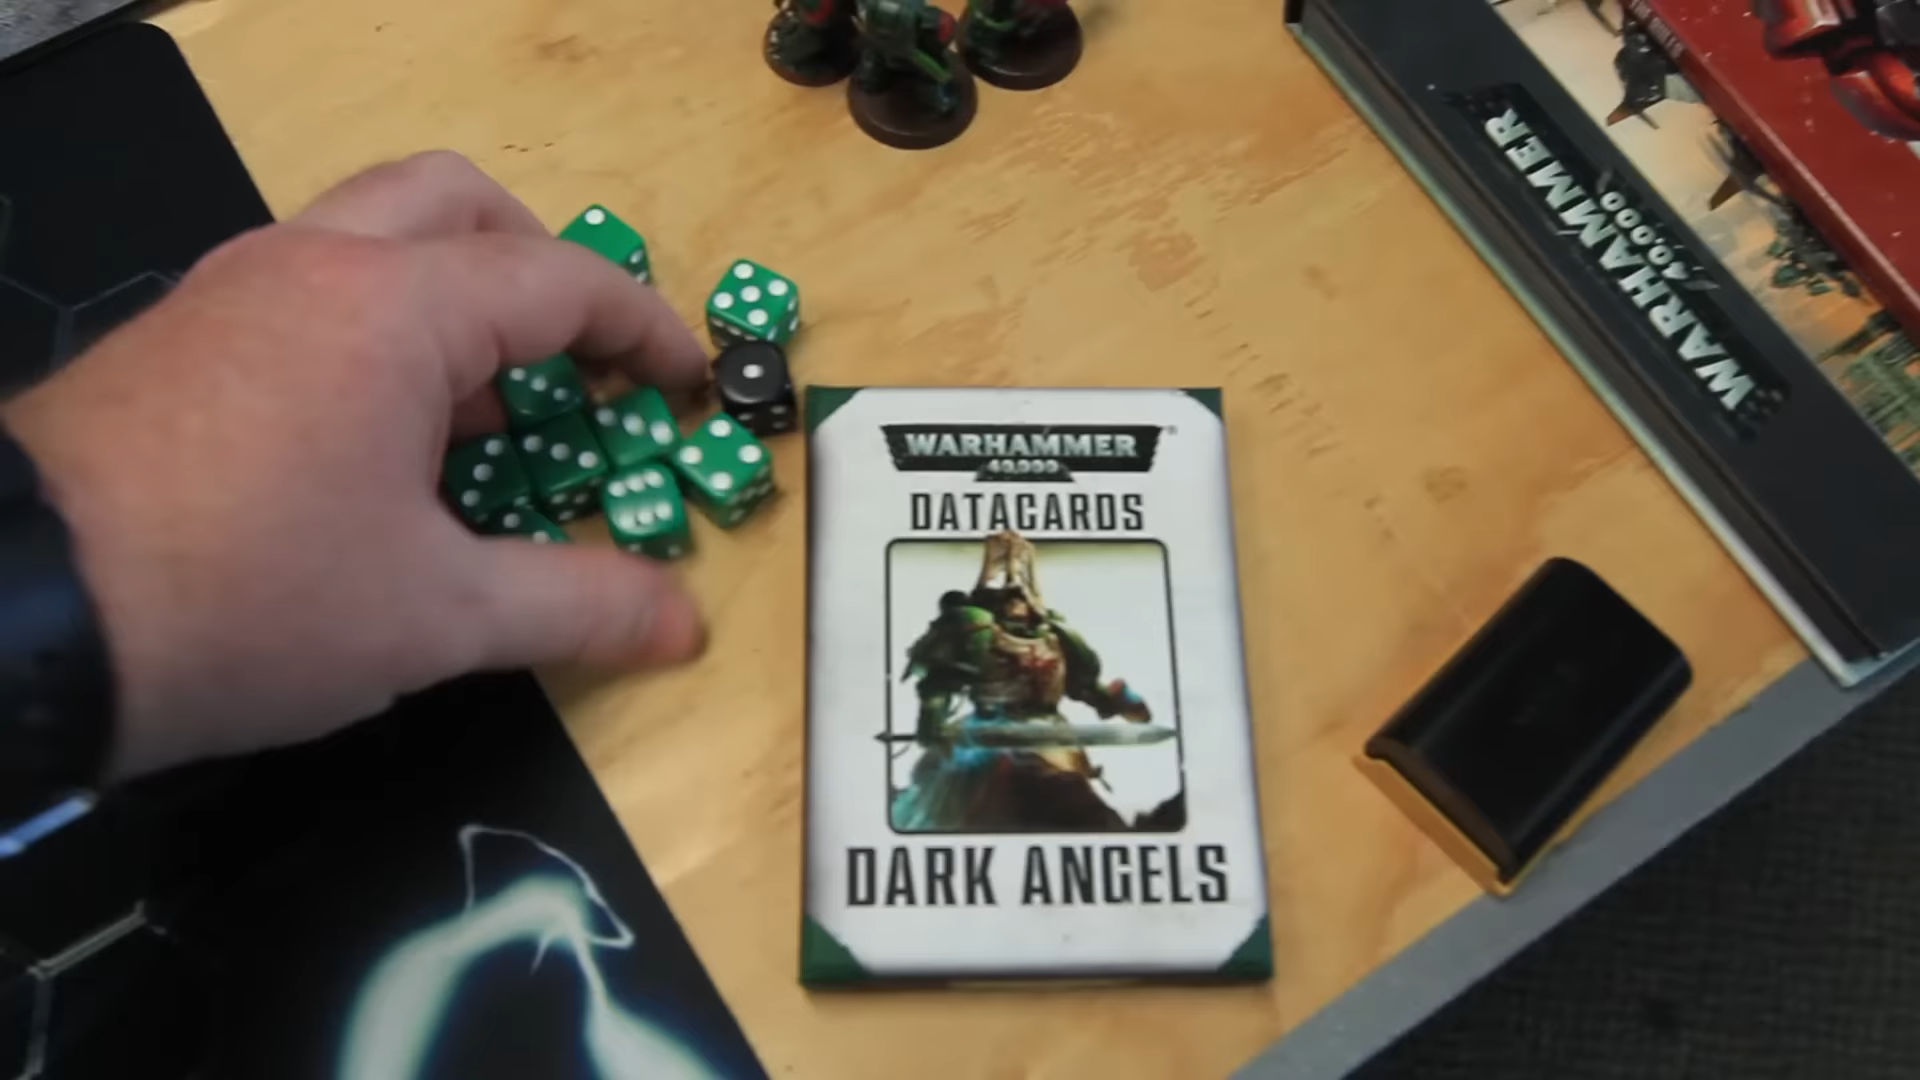 WARHAMMER
40,000
WARHAMMER
40,000
DATACARDS
DARK ANGELS